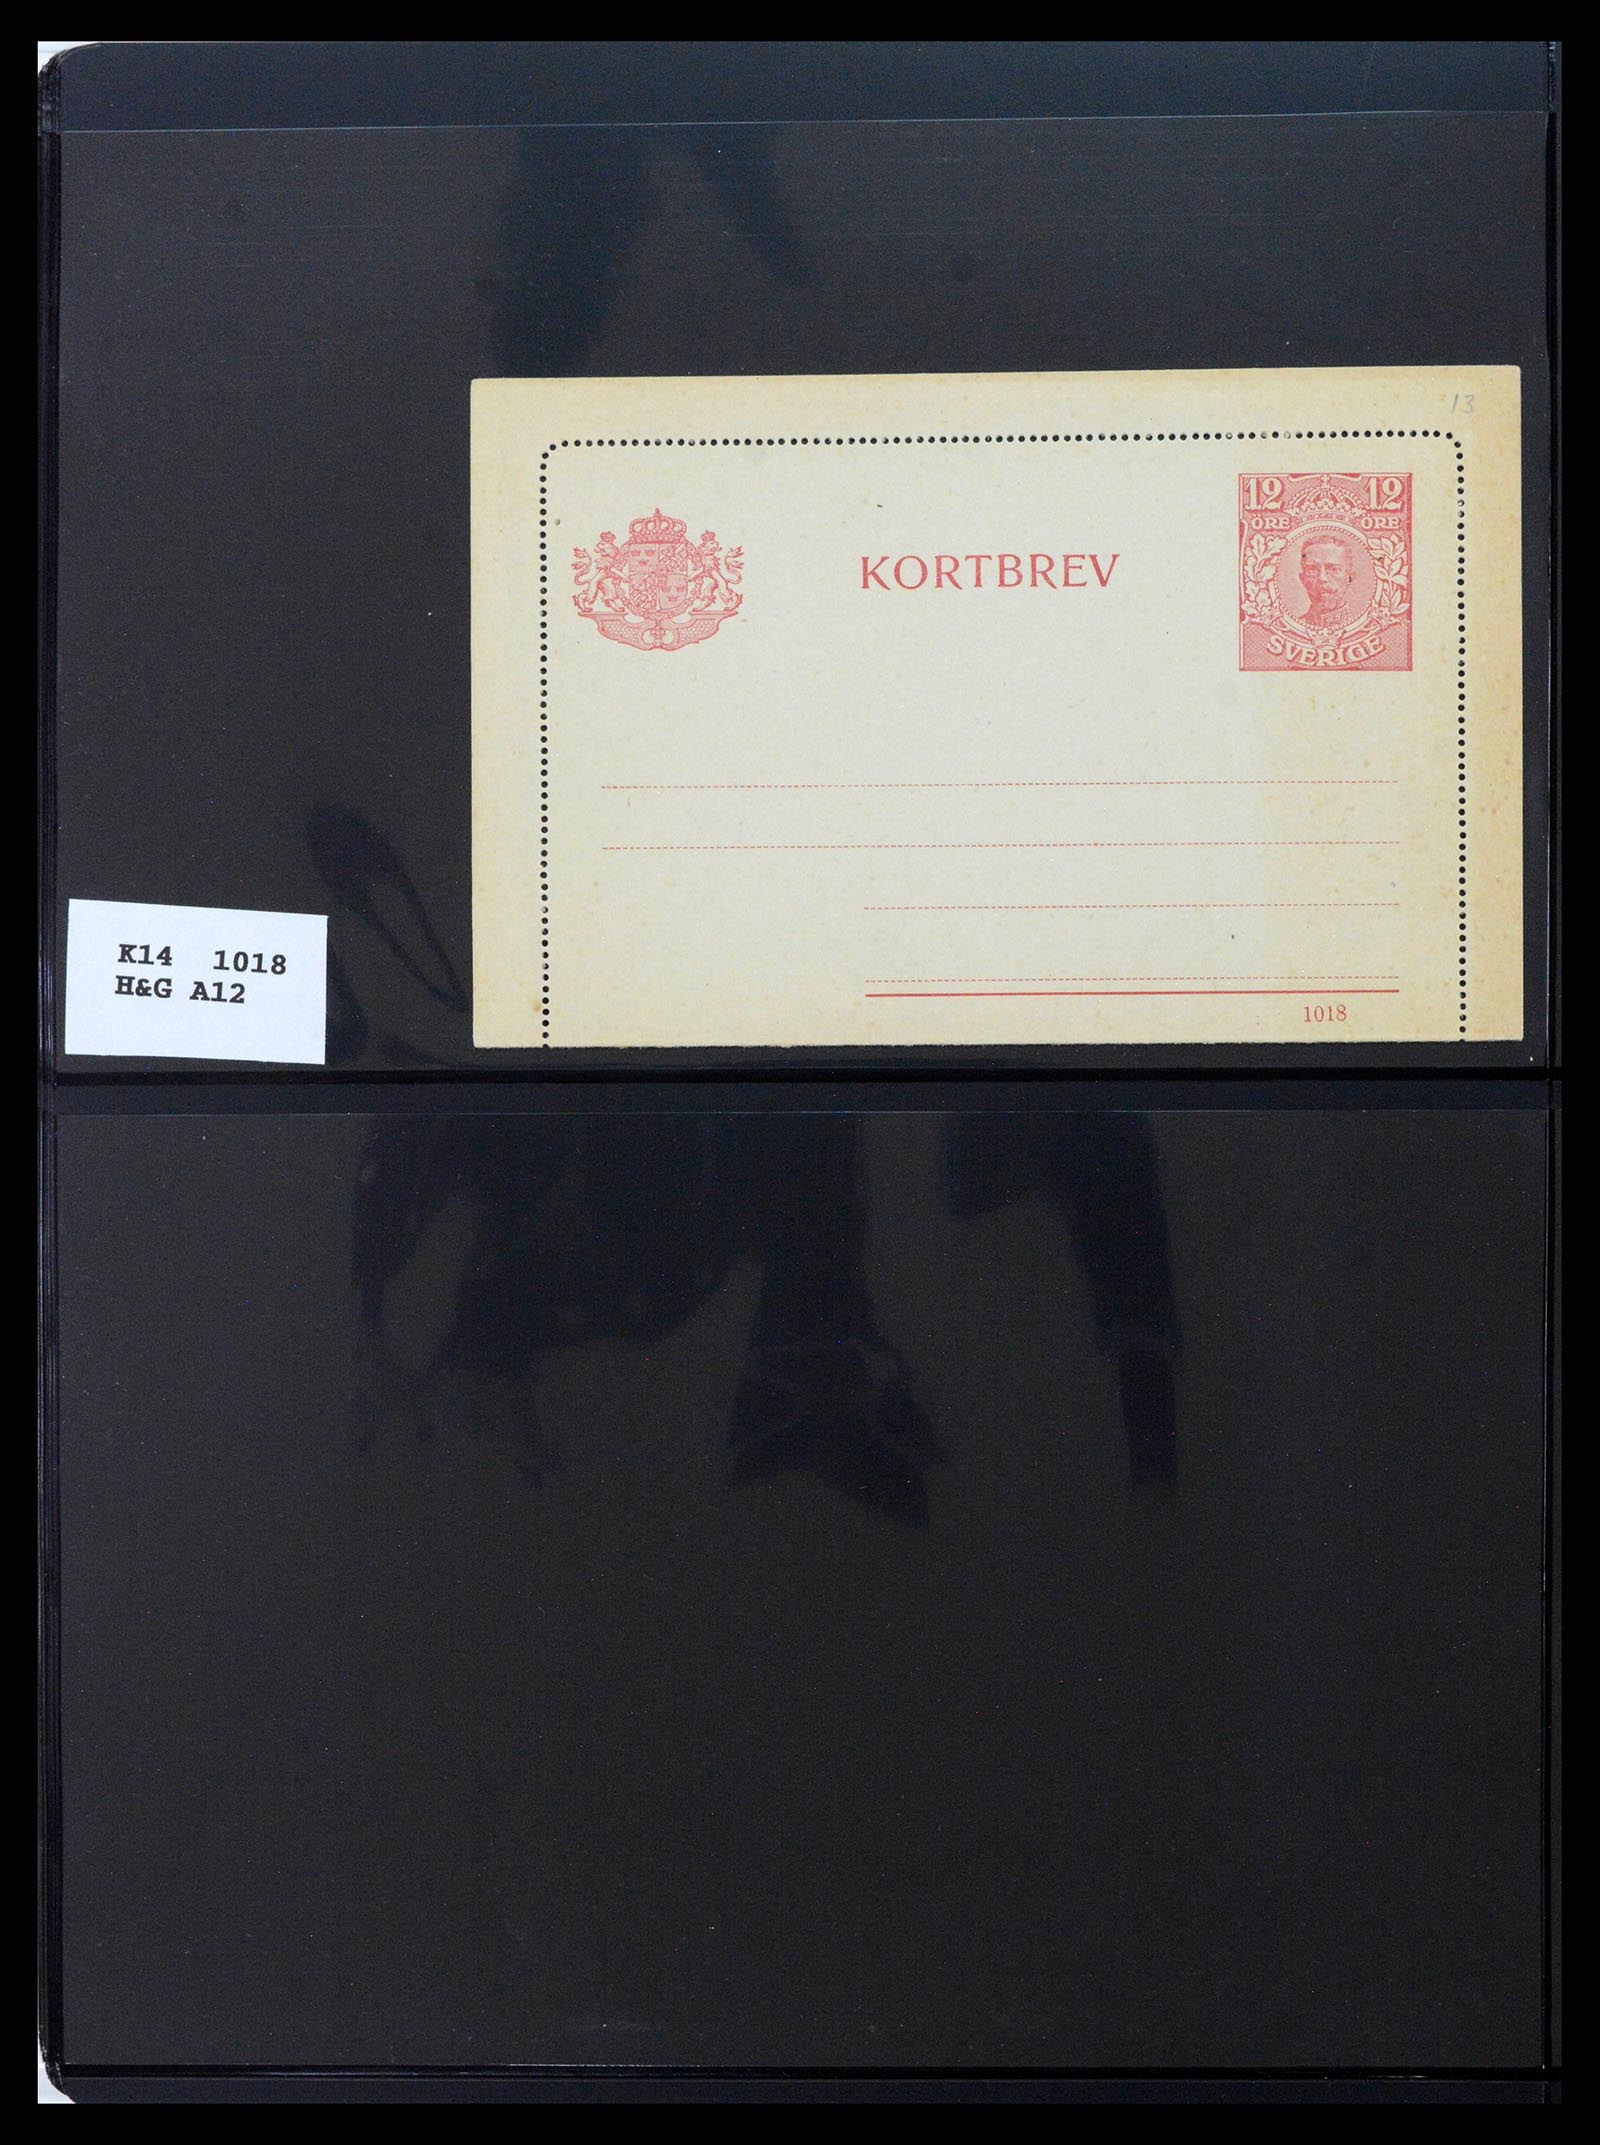 13
12 12
ÖRE ÖRE
KORTBREV
SVERIGE
K14 1018
H&G A12
1018